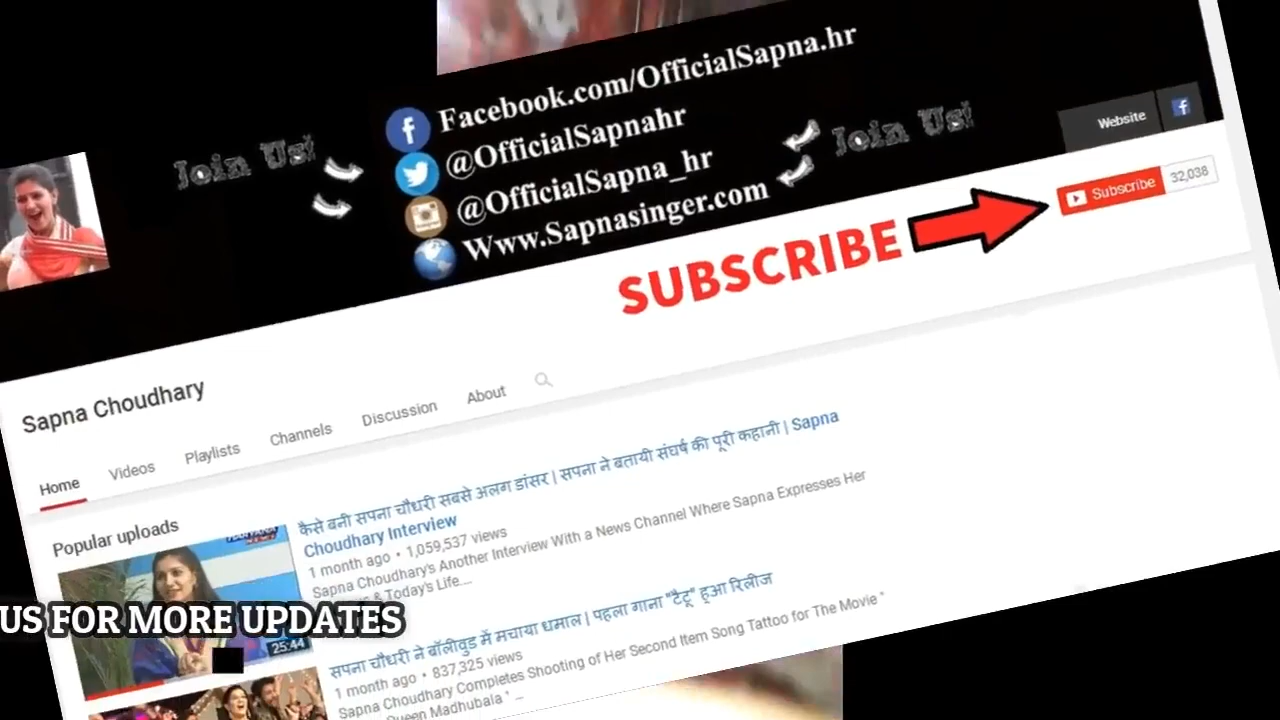 Facebook.com/OfficialSapna.hr
Join Us!
@OfficialSapnahr
Join Us!
@OfficialSapna_hr
Www.Sapnasinger.com
Website
Subscribe 32,038
SUBSCRIBE
Sapna Choudhary
Home Videos Playlists Channels Discussion About
Popular uploads
कैसे बनी सपना चौधरी सबसे अलग डांसर | सपना ने बतायी संघर्ष की पूरी कहानी | Sapna
Choudhary Interview
1 month ago • 1,059,537 views
Sapna Choudhary's Another Interview With a News Channel Where Sapna Expresses Her
& Today's Life....
US FOR MORE UPDATES
25:44
सपना चौधरी ने बॉलीवुड में मचाया धमाल | पहला गाना "टैटू" हुआ रिलीज
1 month ago • 837,325 views
Sapna Choudhary Completes Shooting of Her Second Item Song Tattoo for The Movie "
Queen Madhubala " ...